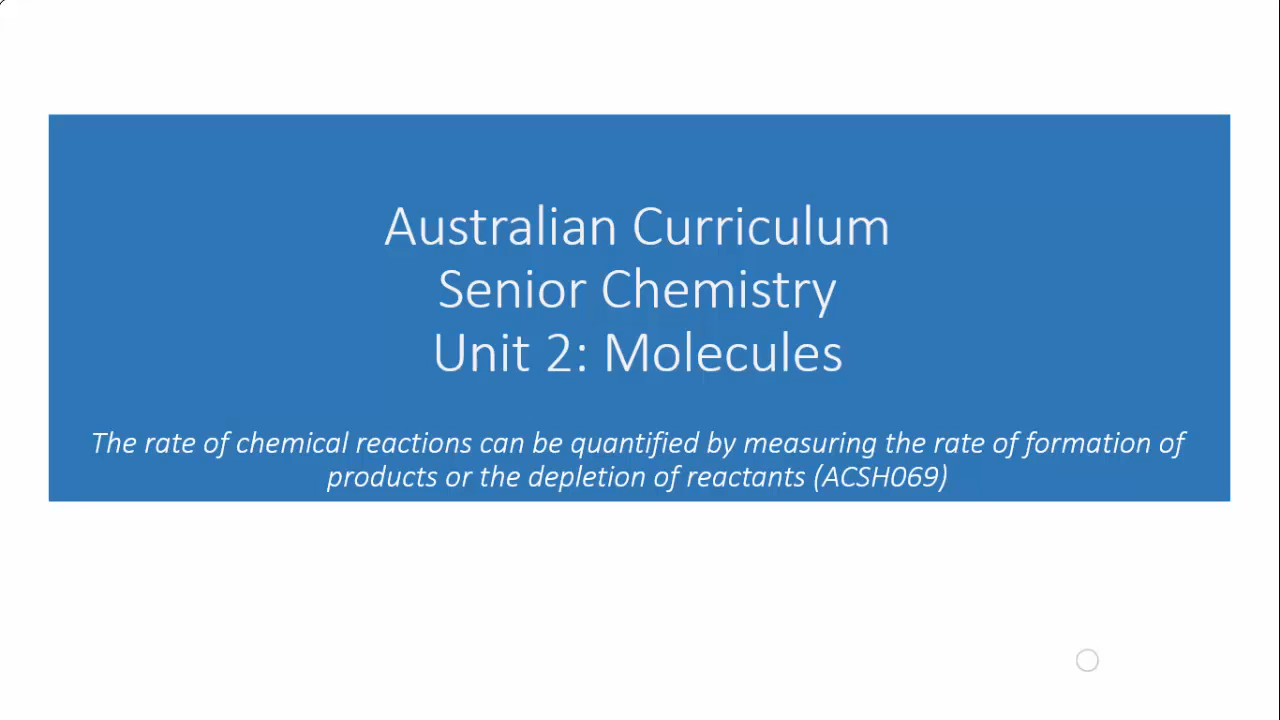 Australian Curriculum
Senior Chemistry
Unit 2: Molecules
The rate of chemical reactions can be quantified by measuring the rate of formation of
products or the depletion of reactants (ACSH069)